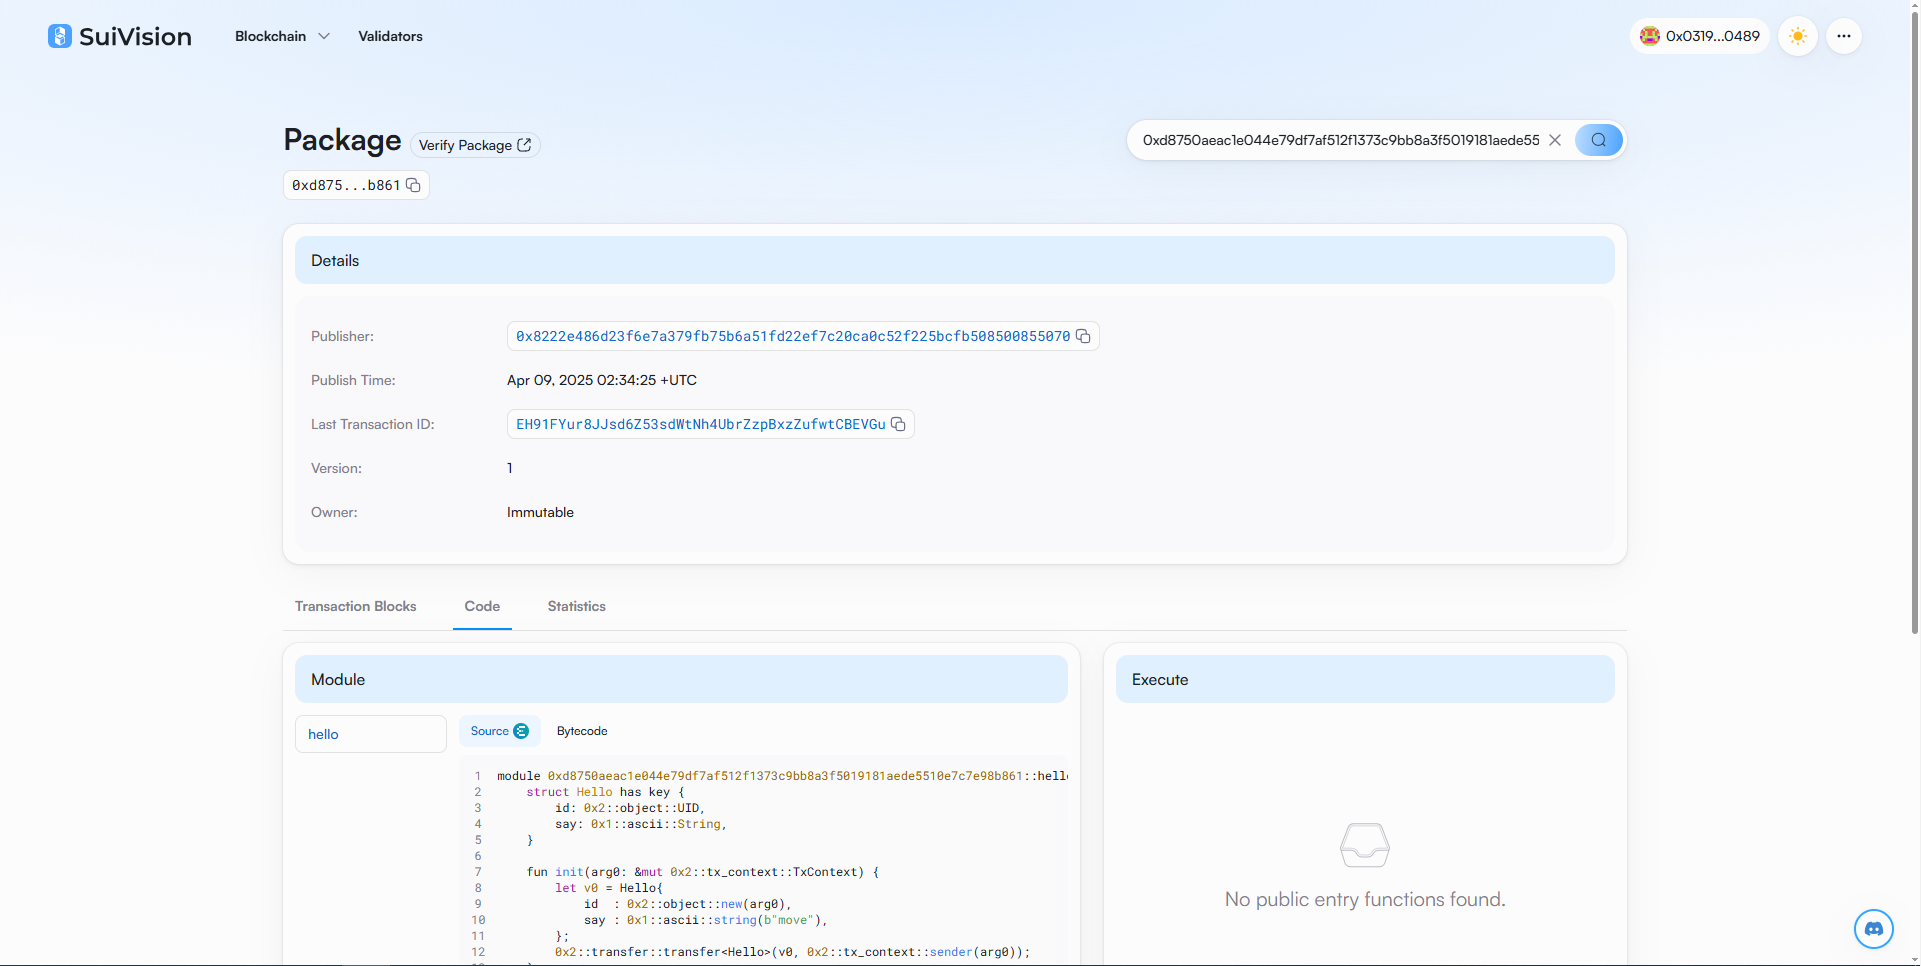 SuiVision
Blockchain
Validators
0x0319...0489
Package
Verify Package
0xd8750aeac1e044e79df7af512f1373c9bb8a3f5019181aede55
0xd875...b861
Details
Publisher:
0x8222e486d23f6e7a379fb75b6a51fd22ef7c20ca0c52f225bcfb508500855070
Publish Time:
Apr 09, 2025 02:34:25 +UTC
Last Transaction ID:
EH91FYur8JJsd6Z53sdWtNh4UbrZzpBxzZufwtCBEVGu
Version:
1
Owner:
Immutable
Transaction Blocks
Code
Statistics
Module
Execute
hello
Source
Bytecode
1 module 0xd8750aeac1e044e79df7af512f1373c9bb8a3f5019181aede5510e7c7e98b861::hello
2 struct Hello has key {
3 id: 0x2::object::UID,
4 say: 0x1::ascii::String,
5 }
6
7 fun init(arg0: &mut 0x2::tx_context::TxContext) {
8 let v0 = Hello{
9 id : 0x2::object::new(arg0),
10 say : 0x1::ascii::string(b"move"),
11 };
12 0x2::transfer::transfer<Hello>(v0, 0x2::tx_context::sender(arg0));
No public entry functions found.